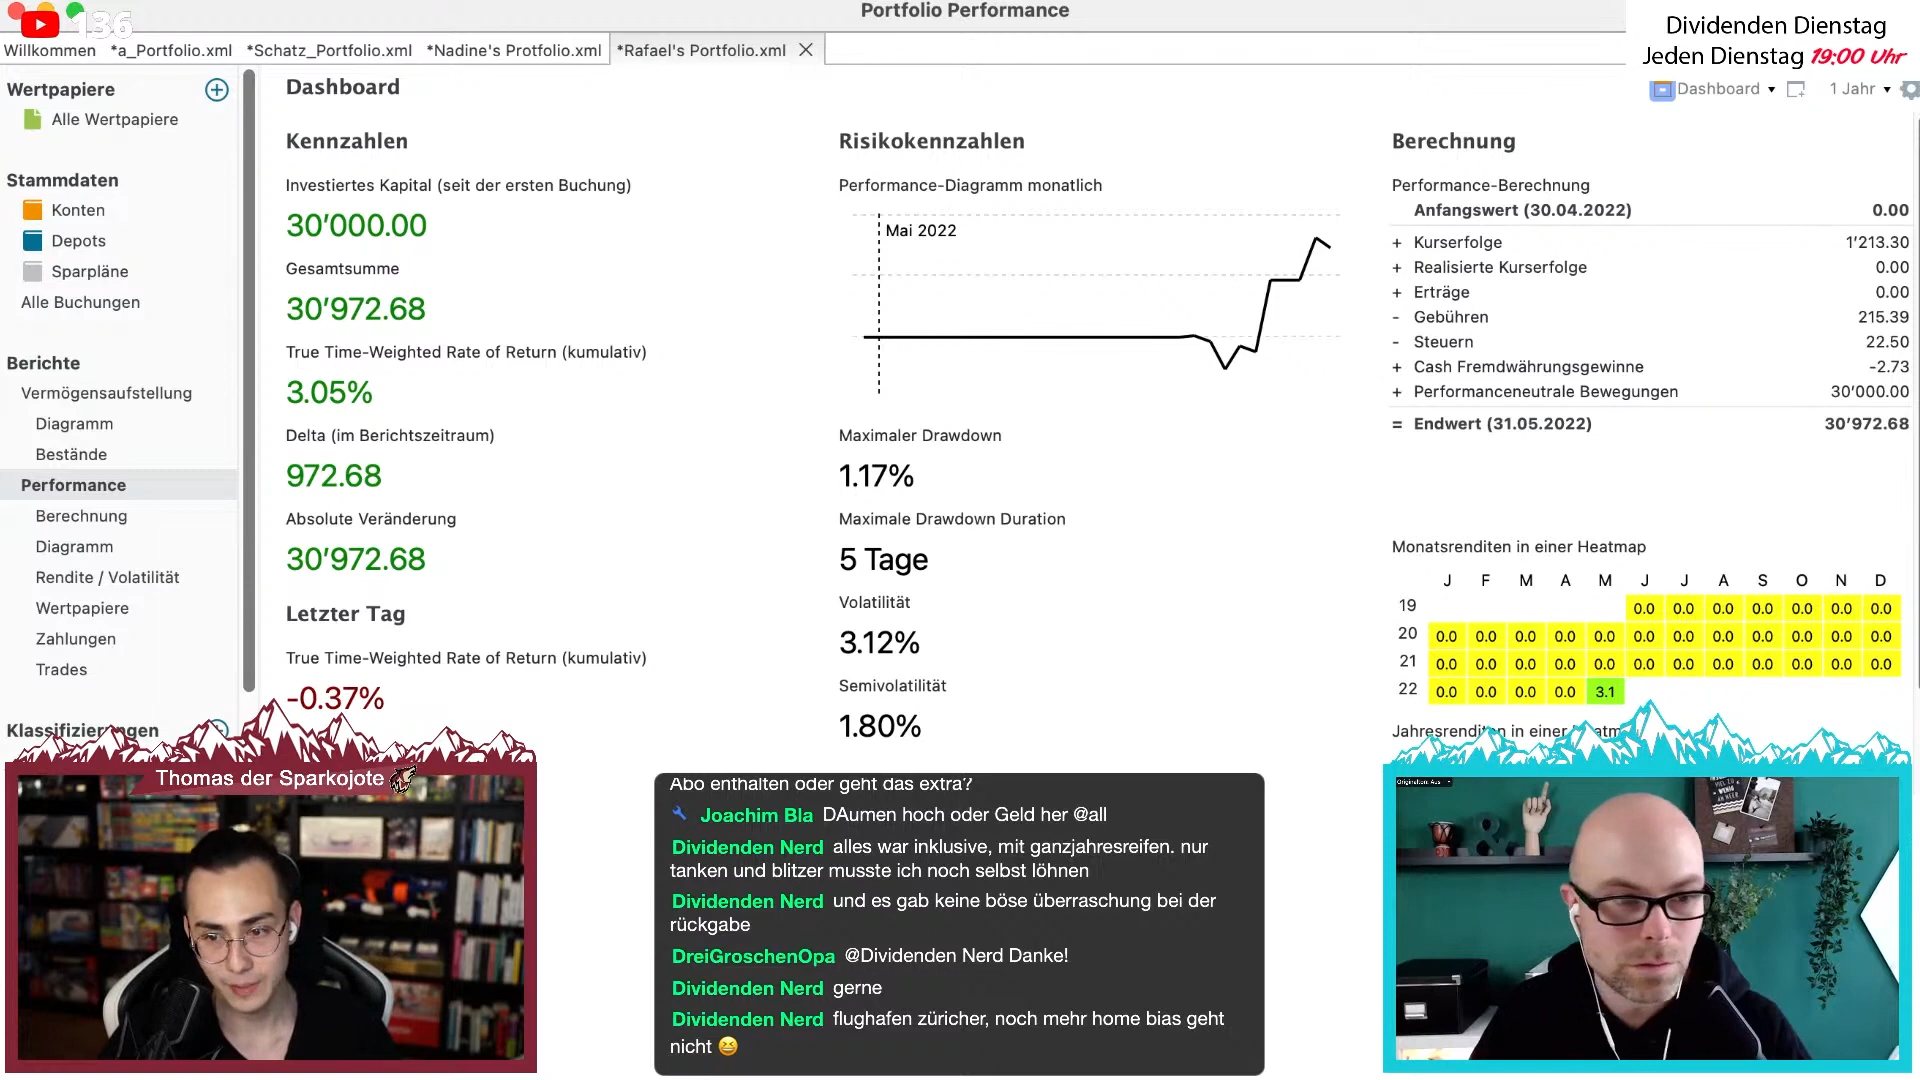 Portfolio Performance
136
Willkommen *a_Portfolio.xml *Schatz_Portfolio.xml *Nadine's Protfolio.xml *Rafael's Portfolio.xml
Dividenden Dienstag
Jeden Dienstag 19:00 Uhr
Dashboard 1 Jahr
Wertpapiere
Alle Wertpapiere
Stammdaten
Konten
Depots
Sparpläne
Alle Buchungen
Berichte
Vermögensaufstellung
Diagramm
Bestände
Performance
Berechnung
Diagramm
Rendite / Volatilität
Wertpapiere
Zahlungen
Trades
Klassifizierungen
Dashboard
Kennzahlen
Investiertes Kapital (seit der ersten Buchung)
30'000.00
Gesamtsumme
30'972.68
True Time-Weighted Rate of Return (kumulativ)
3.05%
Delta (im Berichtszeitraum)
972.68
Absolute Veränderung
30'972.68
Letzter Tag
True Time-Weighted Rate of Return (kumulativ)
-0.37%
Risikokennzahlen
Performance-Diagramm monatlich
Mai 2022
Maximaler Drawdown
1.17%
Maximale Drawdown Duration
5 Tage
Volatilität
3.12%
Semivolatilität
1.80%
Berechnung
Performance-Berechnung
Anfangswert (30.04.2022) 0.00
+ Kurserfolge 1'213.30
+ Realisierte Kurserfolge 0.00
+ Erträge 0.00
- Gebühren 215.39
- Steuern 22.50
+ Cash Fremdwährungsgewinne -2.73
+ Performanceneutrale Bewegungen 30'000.00
= Endwert (31.05.2022) 30'972.68
Monatsrenditen in einer Heatmap
J F M A M J J A S O N D
19 0.0 0.0 0.0 0.0 0.0 0.0 0.0
20 0.0 0.0 0.0 0.0 0.0 0.0 0.0 0.0 0.0 0.0 0.0 0.0
21 0.0 0.0 0.0 0.0 0.0 0.0 0.0 0.0 0.0 0.0 0.0 0.0
22 0.0 0.0 0.0 0.0 3.1
Jahresrenditen in einer Heatm
Thomas der Sparkojote
Abo enthalten oder geht das extra?
Joachim Bla DAumen hoch oder Geld her @all
Dividenden Nerd alles war inklusive, mit ganzjahresreifen. nur
tanken und blitzer musste ich noch selbst löhnen
Dividenden Nerd und es gab keine böse überraschung bei der
rückgabe
DreiGroschenOpa @Dividenden Nerd Danke!
Dividenden Nerd gerne
Dividenden Nerd flughafen züricher, noch mehr home bias geht
nicht 😆
Originalton: Aus